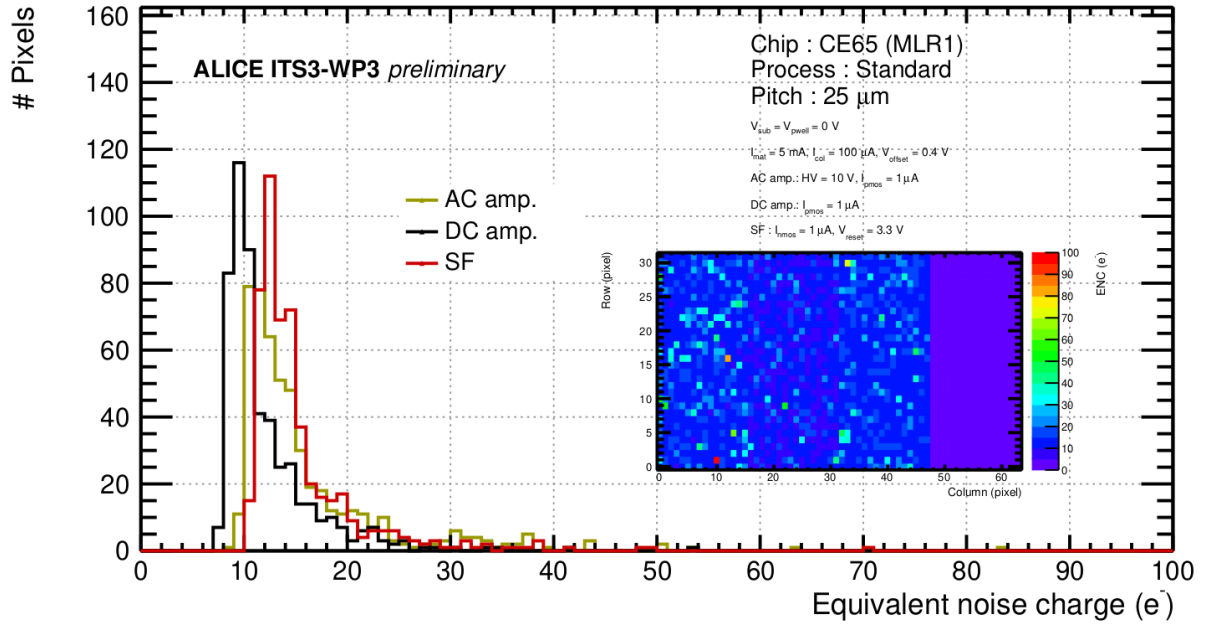 # Pixels
160
140
120
100
80
60
40
20
0
ALICE ITS3-WP3 preliminary
Chip : CE65 (MLR1)
Process : Standard
Pitch : 25 μm
V_sub = V_pwell = 0 V
I_mat = 5 mA, I_col = 100 μA, V_offset = 0.4 V
AC amp.: HV = 10 V, I_pmos = 1 μA
DC amp.: I_pmos = 1 μA
SF : I_nmos = 1 μA, V_reset = 3.3 V
AC amp.
DC amp.
SF
Row (pixel)
30
25
20
15
10
5
0
0 10 20 30 40 50 60
Column (pixel)
100
90
80
70
60
50
40
30
20
10
0
ENC (e⁻)
0 10 20 30 40 50 60 70 80 90 100
Equivalent noise charge (e⁻)